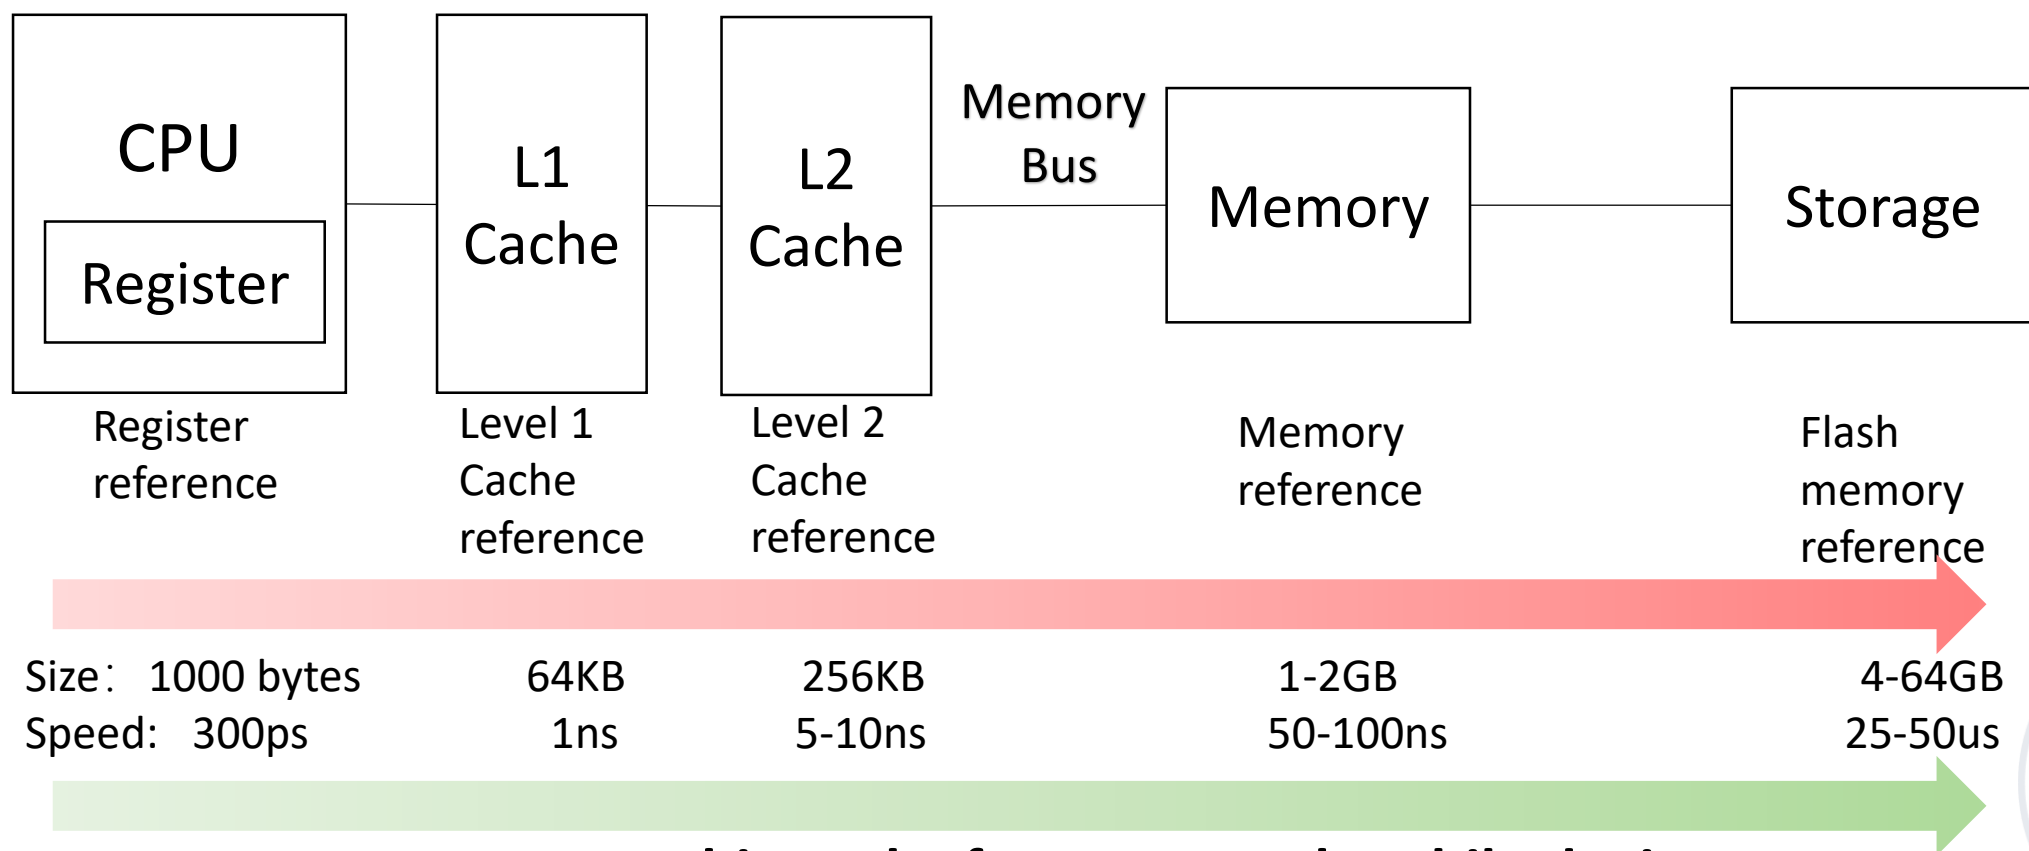 CPU
Register
L1
Cache
L2
Cache
Memory
Bus
Memory
Storage
Register
reference
Level 1
Cache
reference
Level 2
Cache
reference
Memory
reference
Flash
memory
reference
Size： 1000 bytes 64KB 256KB 1-2GB 4-64GB
Speed: 300ps 1ns 5-10ns 50-100ns 25-50us